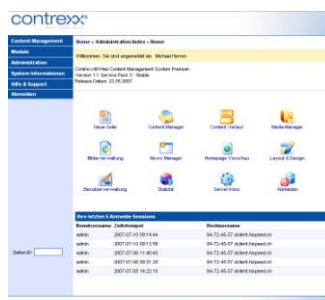 contrexx
Content Management
Module
Administration
System-Informationen
Hilfe & Support
Abmelden
Home » Administration Index » Home
Willkommen, Sie sind angemeldet als: Michael
Contrexx® Web Content Management System Premium
Version 1.1 Service Pack 3 - Stable
Release Datum: 23.05.2007
Neue Seite
Content Manager
Content Verlauf
Media Manager
Bilderverwaltung
News Manager
Homepage Vorschau
Layout & Design
Benutzerverwaltung
Statistik
Server Infos
Abmelden
Ihre letzten 5 Anmelde-Sessions
Benutzername Zeitstempel Rechnername
Seiten ID:
admin
admin
admin
admin
admin